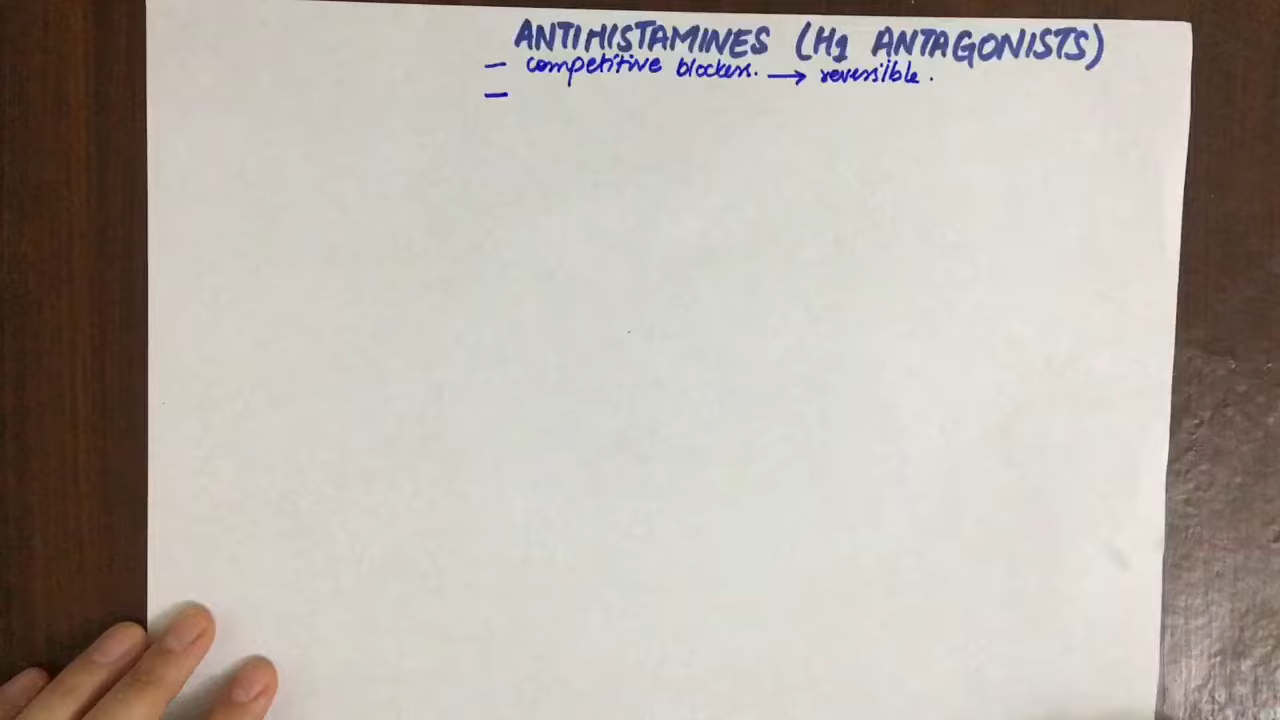 ANTIHISTAMINES (H1 ANTAGONISTS)
– competitive blockers. → reversible.
–